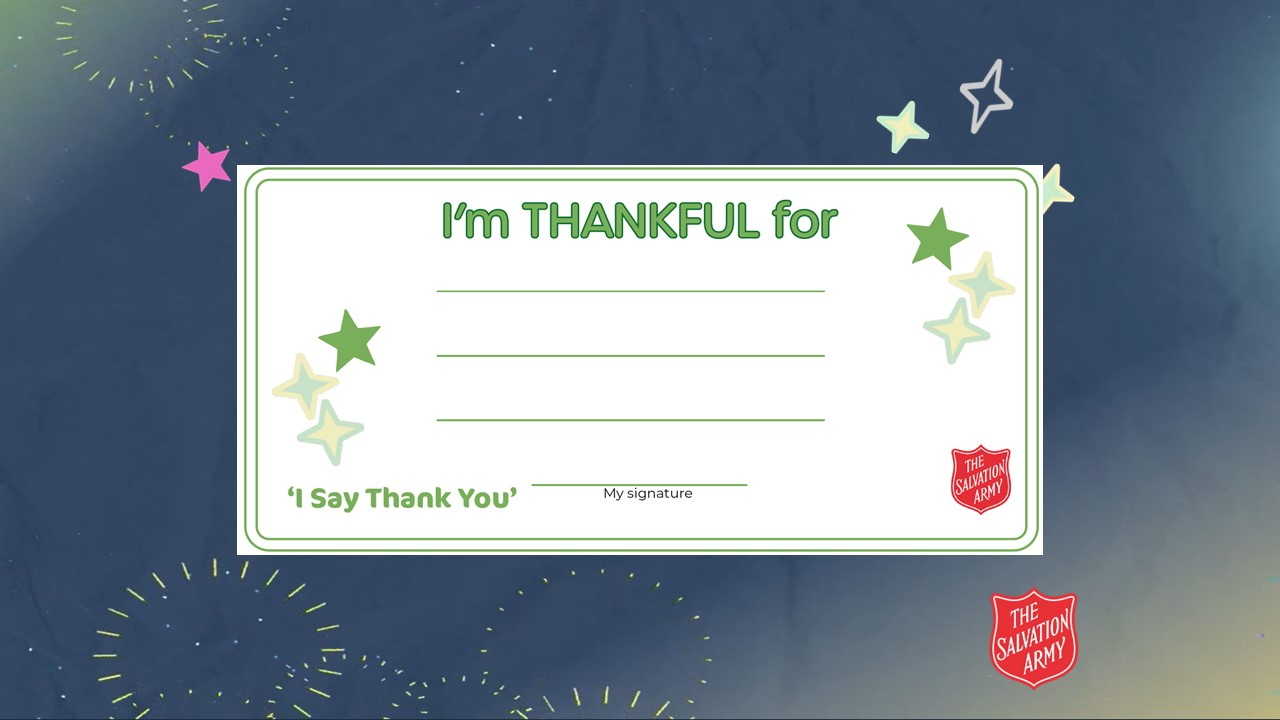 I'm THANKFUL for
THE
SALVATION
ARMY
'I Say Thank You'
My signature
THE
SALVATION
ARMY